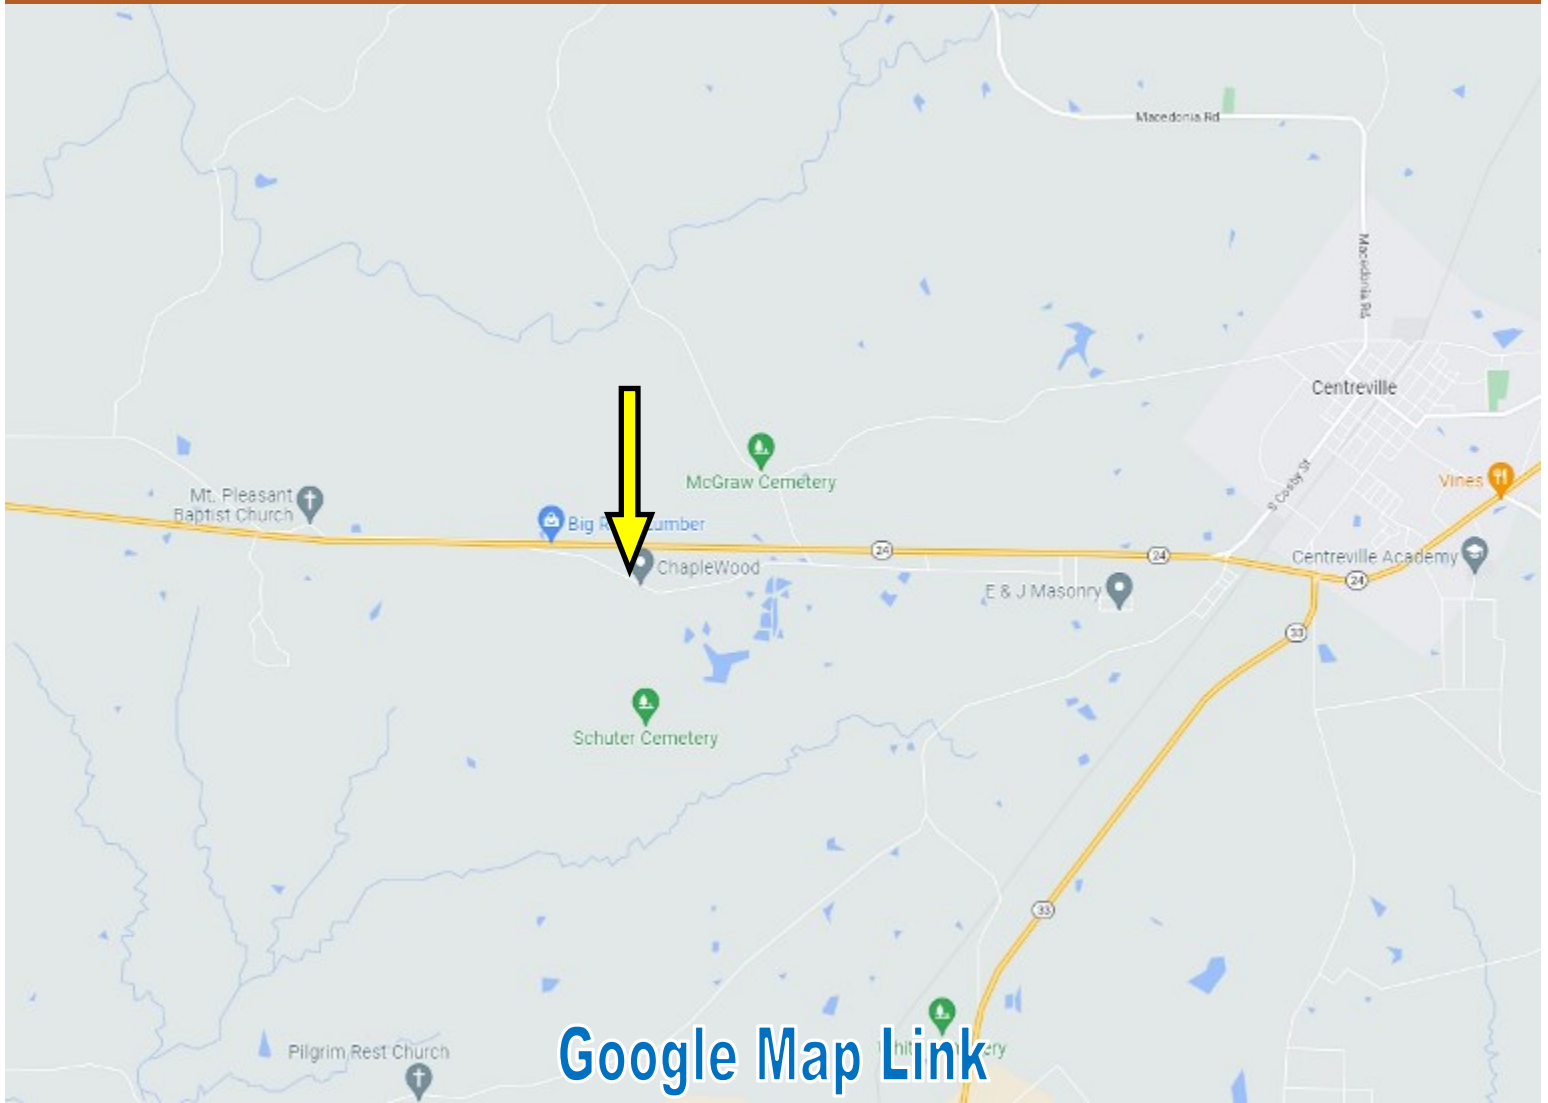 Macedonia Rd
Macedonia Rd
Centreville
McGraw Cemetery
Vines
S Cosby St
Mt. Pleasant
Baptist Church
Big
umber
ChapleWood
24
24
Centreville Academy
24
E & J Masonry
33
Schuter Cemetery
33
Pilgrim Rest Church
Google Map Link